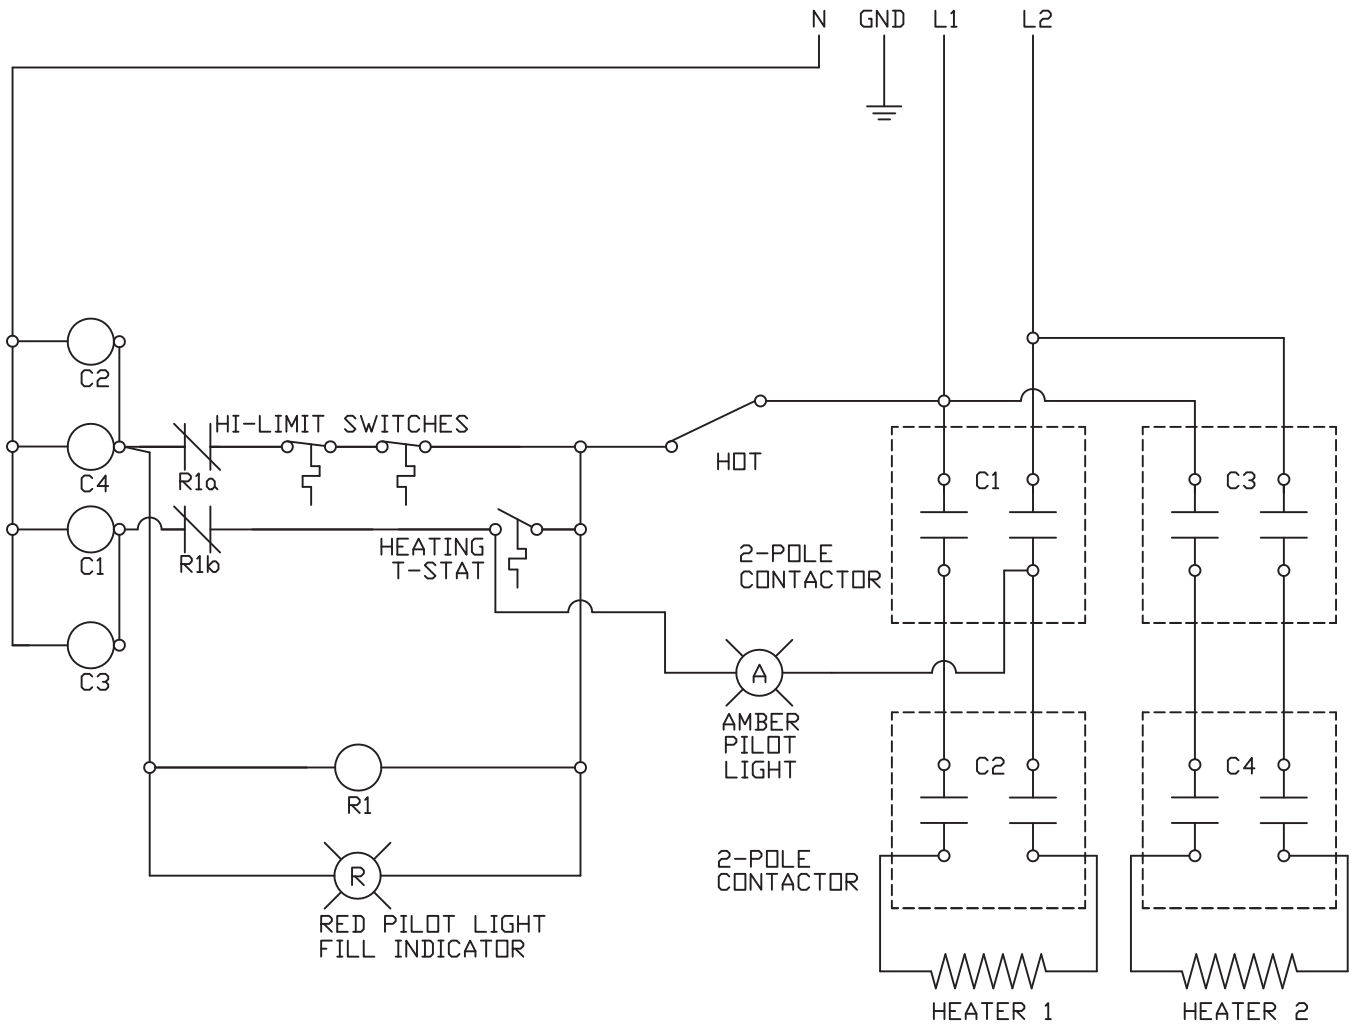 N GND L1 L2
C2
HI-LIMIT SWITCHES
C4
R1a
HOT
C1
C3
HEATING
T-STAT
C1
R1b
2-POLE
CONTACTOR
C3
A
AMBER
PILOT
LIGHT
C2
C4
R1
2-POLE
CONTACTOR
R
RED PILOT LIGHT
FILL INDICATOR
HEATER 1
HEATER 2